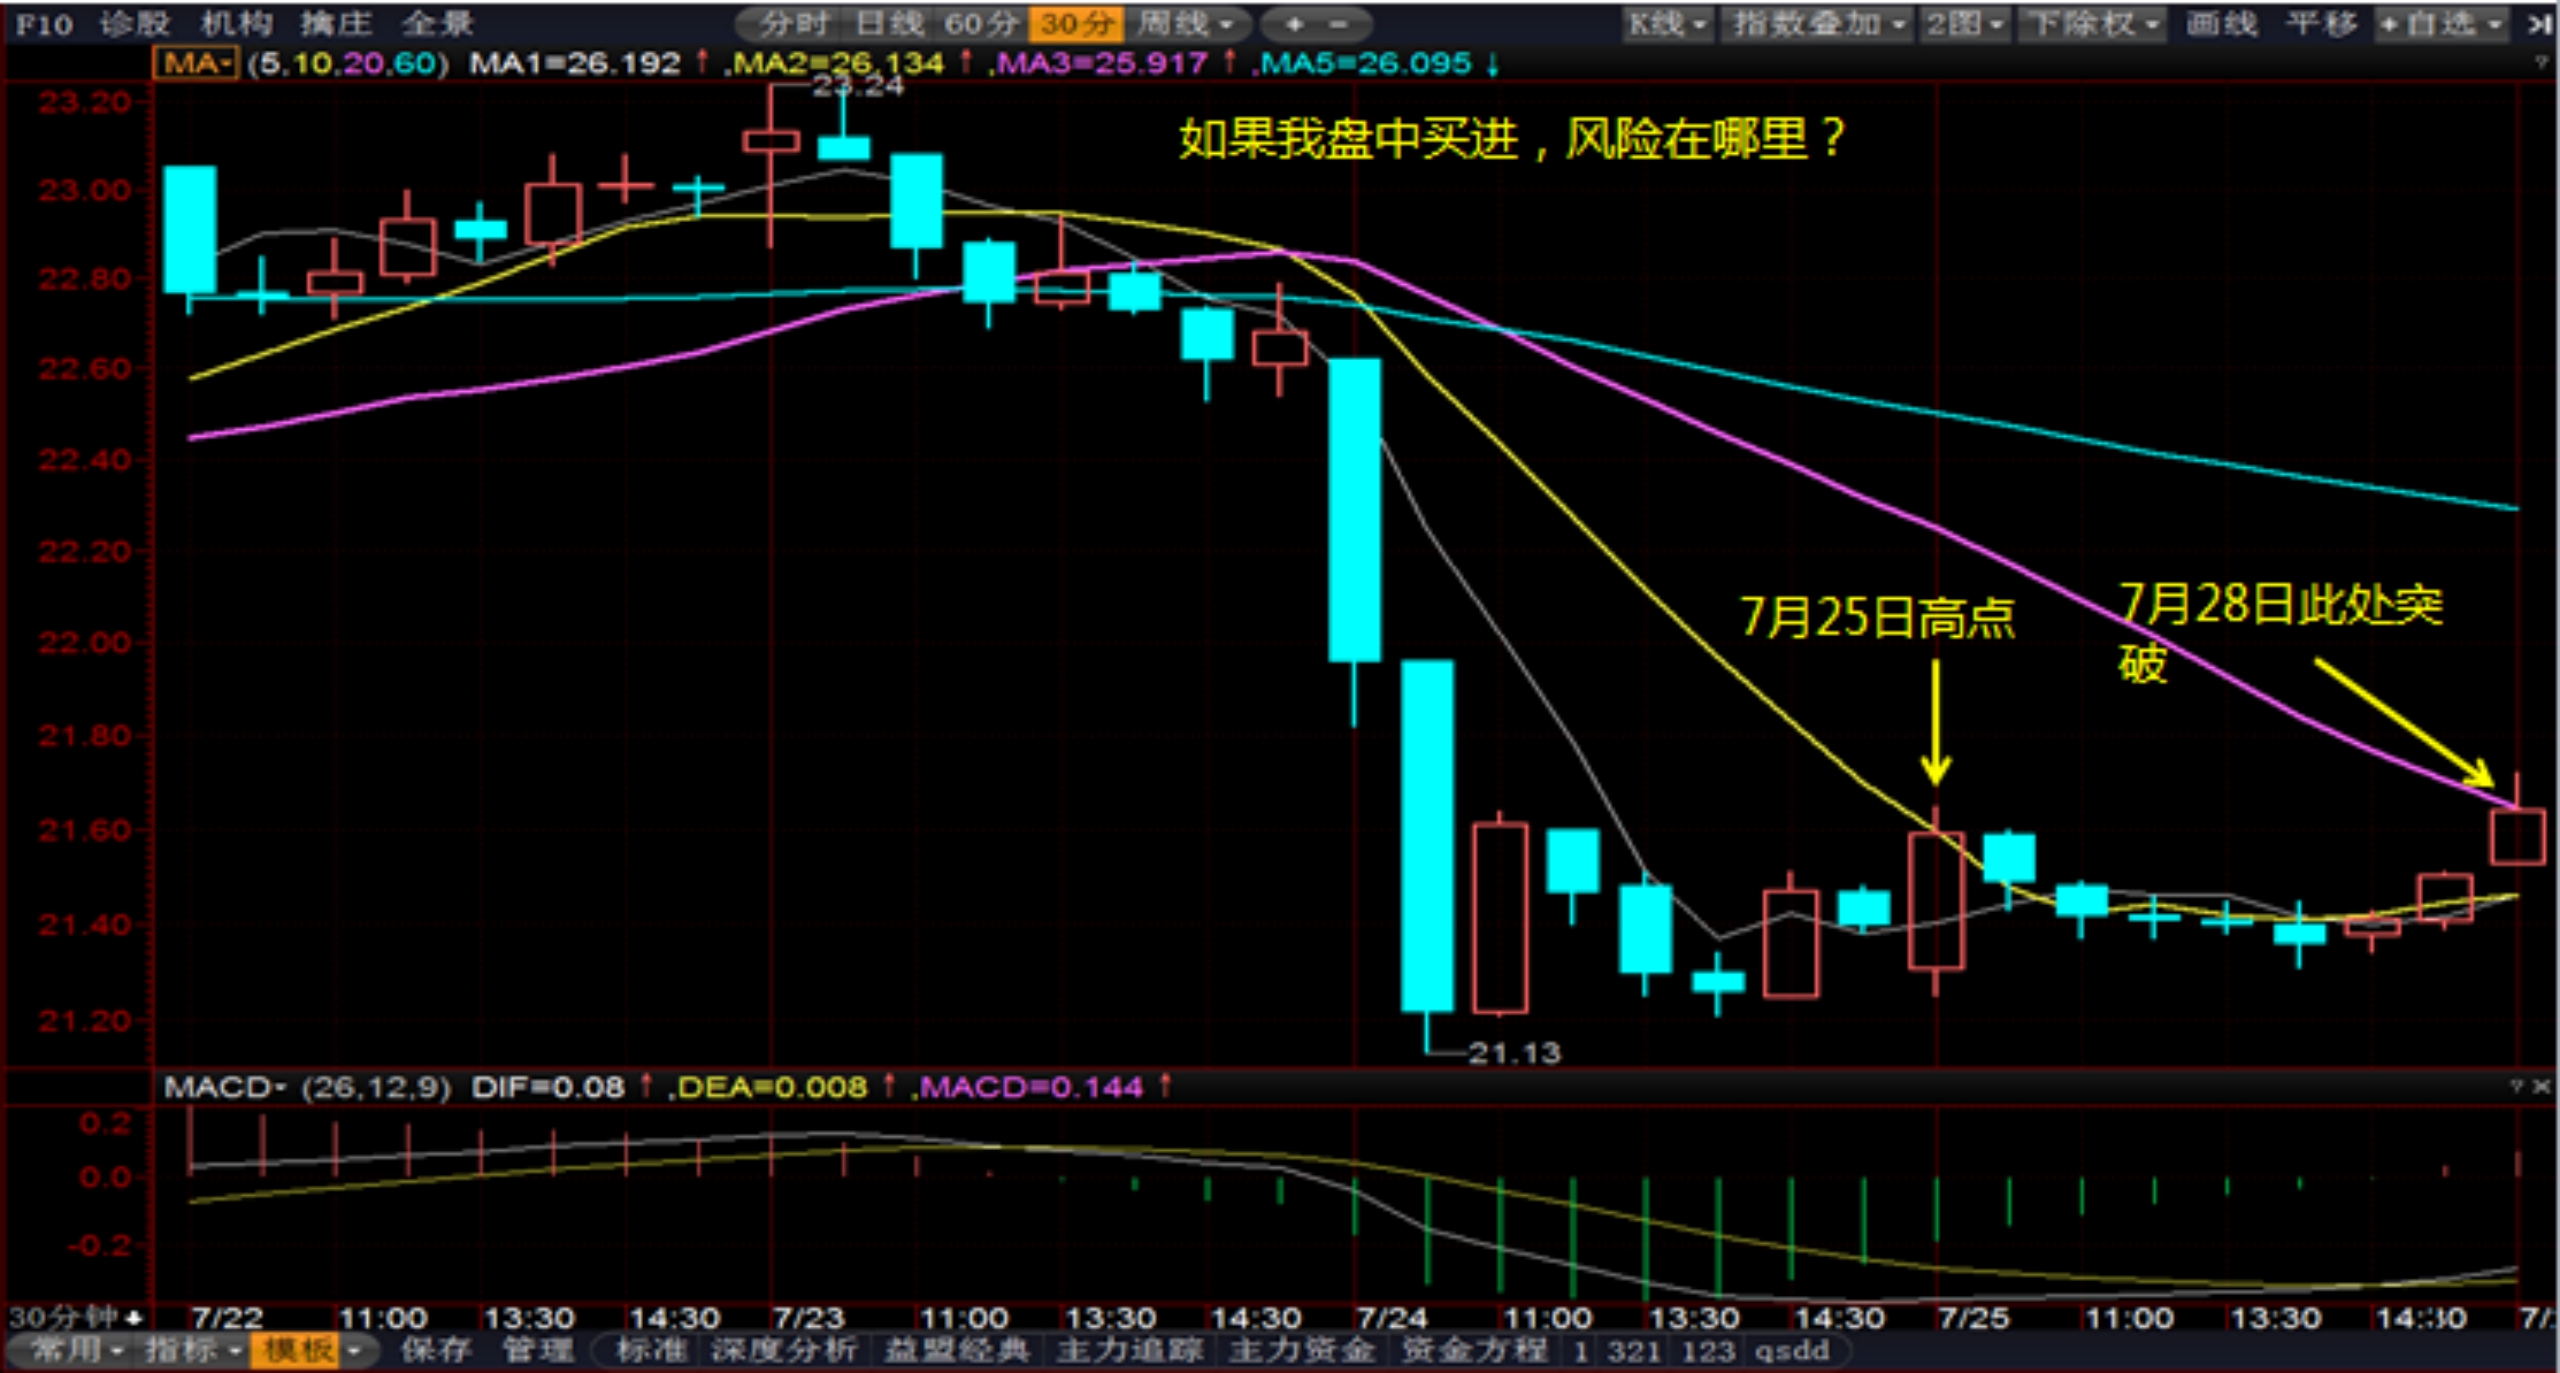 F10 诊股 机构 擒庄 全景 分时 日线 60分 30分 周线 + - K线 指数叠加 2图 下除权 画线 平移 +自选
MA (5,10,20,60) MA1=26.192 ↑ ,MA2=26.134 ↑ ,MA3=25.917 ↑ ,MA5=26.095 ↓ ?
23.20
23.24
如果我盘中买进，风险在哪里？
23.00
22.80
22.60
22.40
22.20
22.00
7月25日高点
7月28日此处突
破
21.80
21.60
21.40
21.20
21.13
MACD (26,12,9) DIF=0.08 ↑ ,DEA=0.008 ↑ ,MACD=0.144 ↑ ? ×
0.2
0.0
-0.2
30分钟 7/22 11:00 13:30 14:30 7/23 11:00 13:30 14:30 7/24 11:00 13:30 14:30 7/25 11:00 13:30 14:30 7/
常用 指标 模板 保存 管理 标准 深度分析 益盟经典 主力追踪 主力资金 资金方程 1 321 123 qsdd